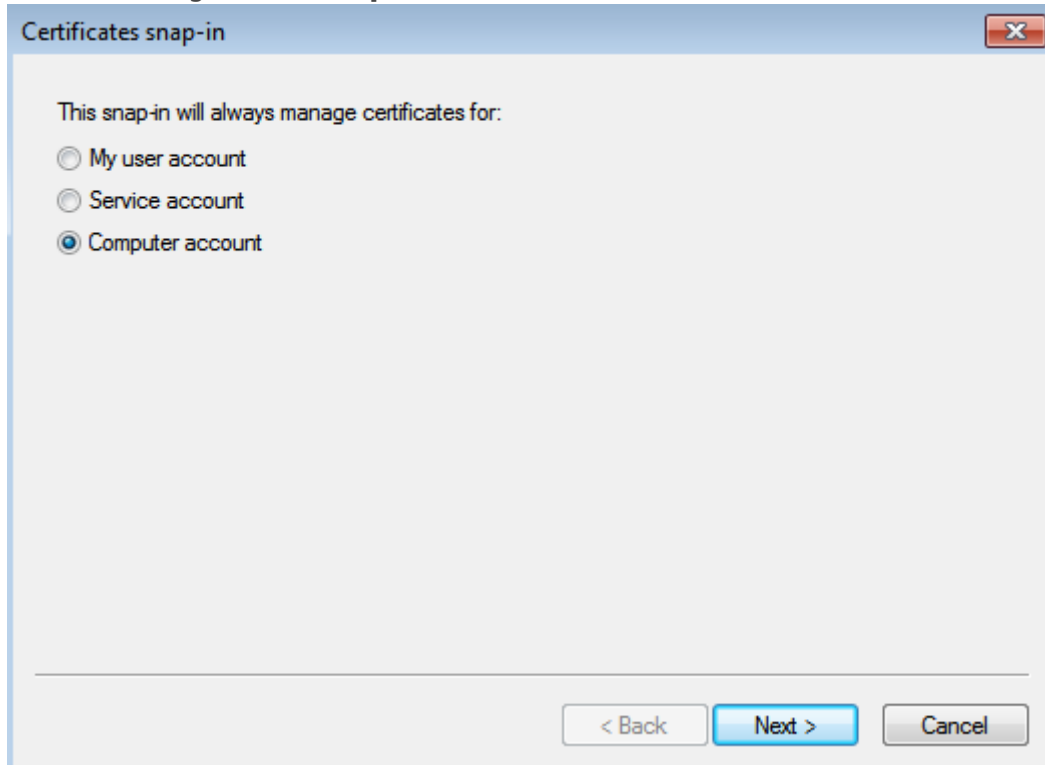 Certificates snap-in
This snap-in will always manage certificates for:
My user account
Service account
Computer account
< Back Next > Cancel